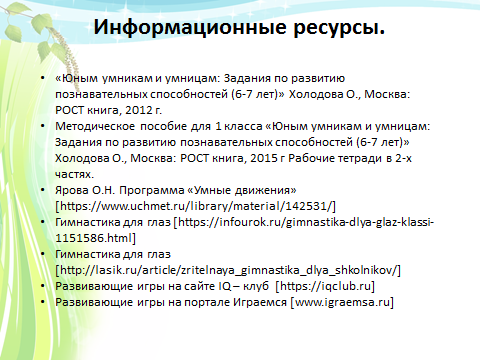 Информационные ресурсы.
• «Юным умникам и умницам: Задания по развитию
познавательных способностей (6-7 лет)» Холодова О., Москва:
РОСТ книга, 2012 г.
• Методическое пособие для 1 класса «Юным умникам и умницам:
Задания по развитию познавательных способностей (6-7 лет)»
Холодова О., Москва: РОСТ книга, 2015 г Рабочие тетради в 2-х
частях.
• Ярова О.Н. Программа «Умные движения»
[https://www.uchmet.ru/library/material/142531/]
• Гимнастика для глаз [https://infourok.ru/gimnastika-dlya-glaz-klassi-
1151586.html]
• Гимнастика для глаз
[http://lasik.ru/article/zritelnaya_gimnastika_dlya_shkolnikov/]
• Развивающие игры на сайте IQ – клуб [https://iqclub.ru]
• Развивающие игры на портале Играемся [www.igraemsa.ru]